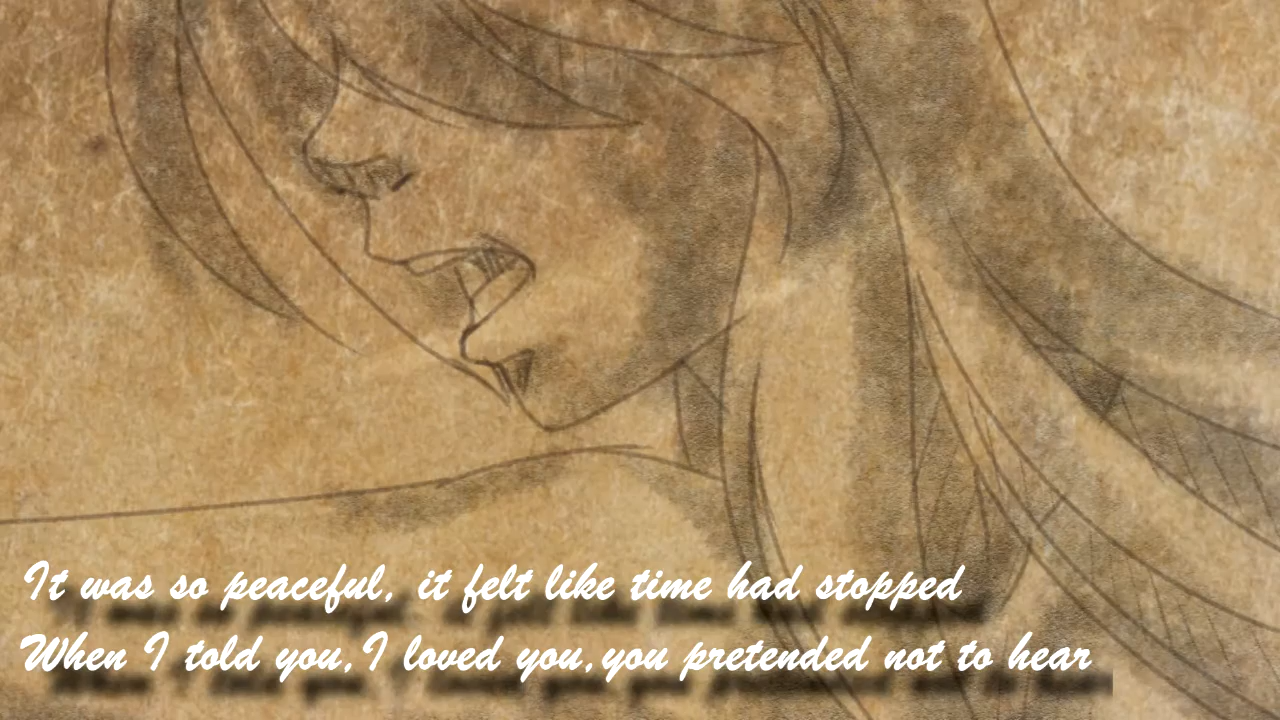 It was so peaceful, it felt like time had stopped
When I told you,I loved you,you pretended not to hear